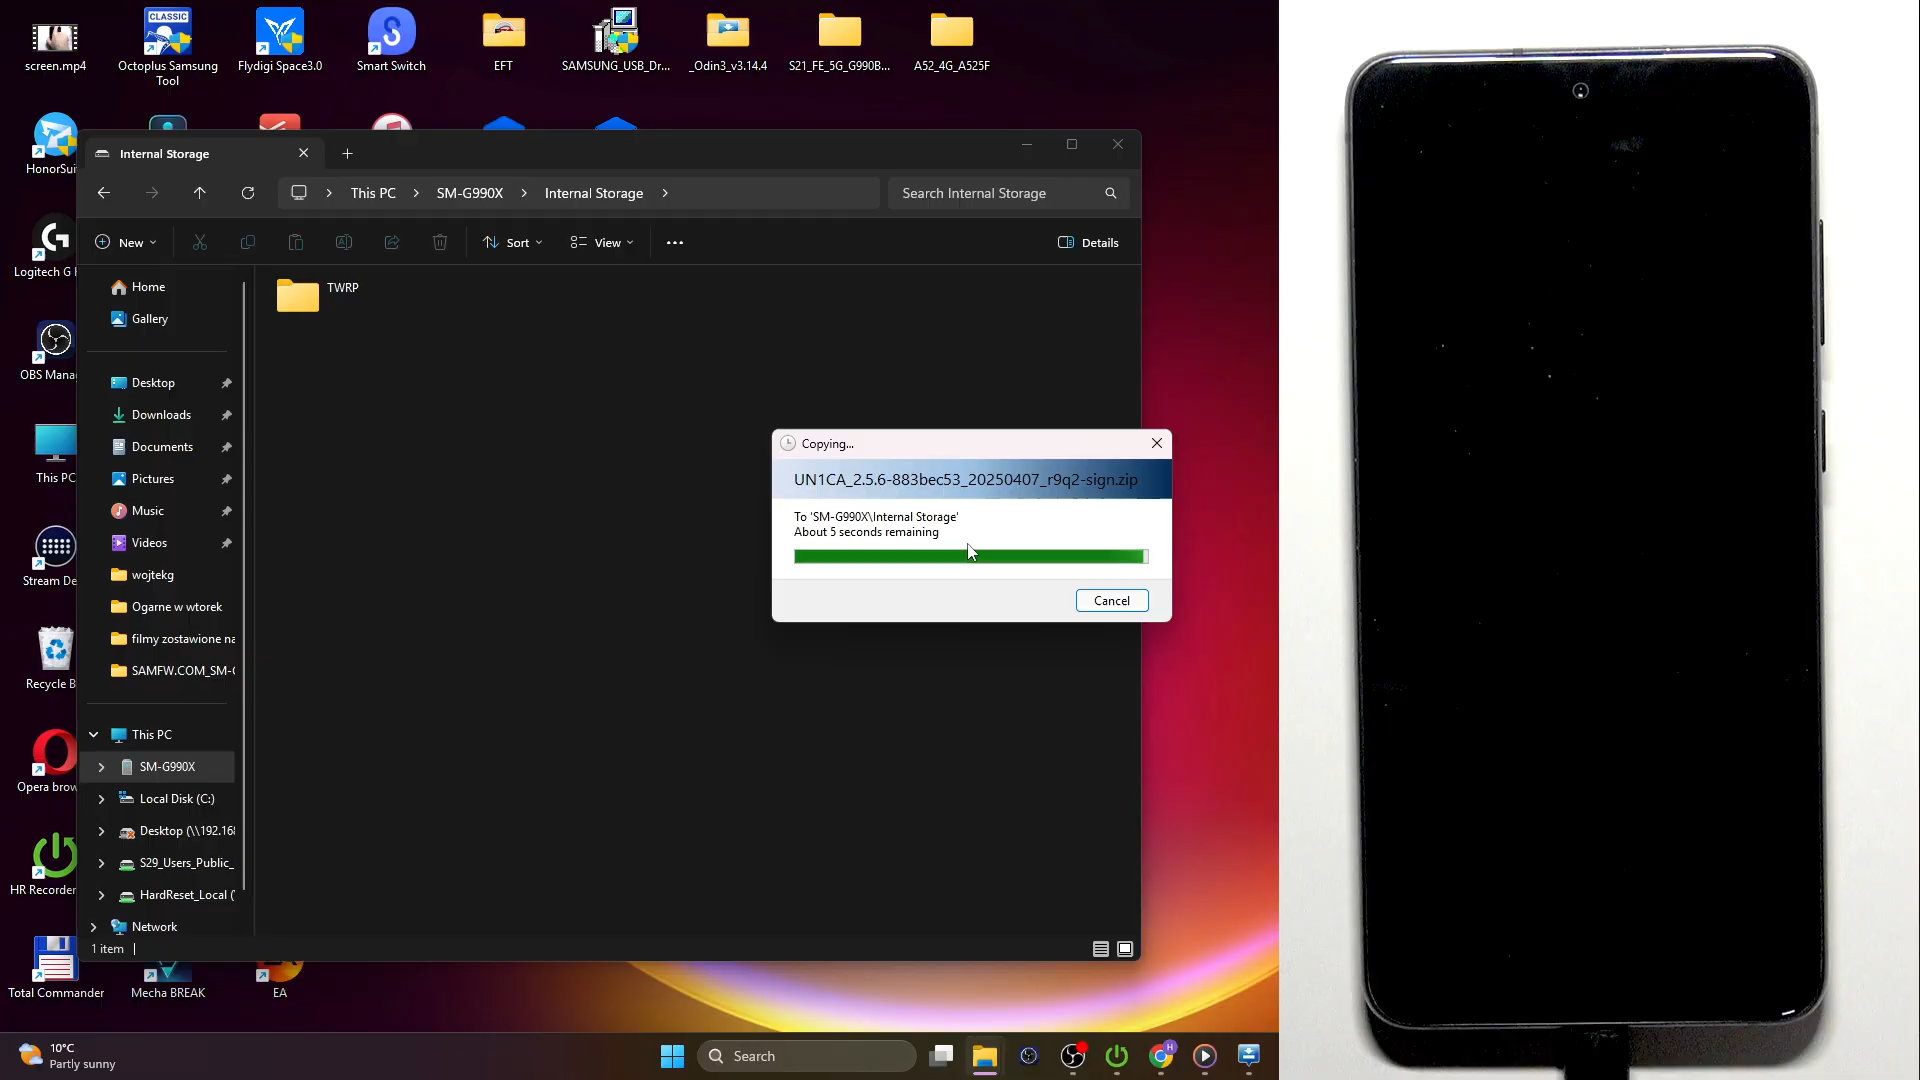 screen.mp4
CLASSIC
Octoplus Samsung
Tool
Flydigi Space3.0
Smart Switch
EFT
SAMSUNG_USB_Dr...
_Odin3_v3.14.4
S21_FE_5G_G990B...
A52_4G_A525F
HonorSui
Logitech G
OBS Mana
This PC
Stream De
Recycle B
Opera brow
HR Recorder
Total Commander
Mecha BREAK
EA
Internal Storage
This PC
SM-G990X
Internal Storage
Search Internal Storage
New
Sort
View
Details
Home
Gallery
Desktop
Downloads
Documents
Pictures
Music
Videos
wojtekg
Ogarne w wtorek
filmy zostawione na
SAMFW.COM_SM-
This PC
SM-G990X
Local Disk (C:)
Desktop (\\192.168
S29_Users_Public_
HardReset_Local (
Network
TWRP
1 item
Copying...
UN1CA_2.5.6-883bec53_20250407_r9q2-sign.zip
To 'SM-G990X\Internal Storage'
About 5 seconds remaining
Cancel
10°C
Partly sunny
Search
H